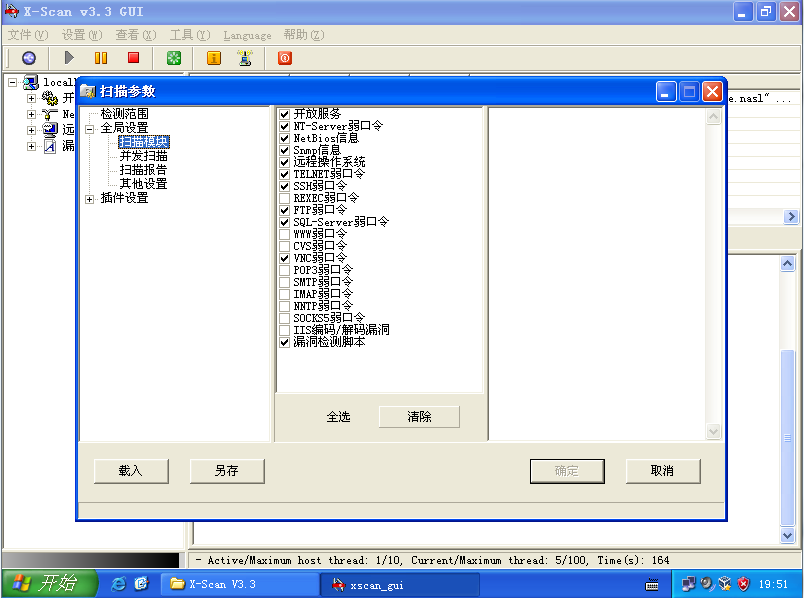 X-Scan v3.3 GUI
文件(V) 设置(W) 查看(X) 工具(Y) Language 帮助(Z)
扫描参数
检测范围
全局设置
扫描模块
并发扫描
扫描报告
其他设置
插件设置
开放服务
NT-Server弱口令
NetBios信息
Snmp信息
远程操作系统
TELNET弱口令
SSH弱口令
REXEC弱口令
FTP弱口令
SQL-Server弱口令
WWW弱口令
CVS弱口令
VNC弱口令
POP3弱口令
SMTP弱口令
IMAP弱口令
NNTP弱口令
SOCKS5弱口令
IIS编码/解码漏洞
漏洞检测脚本
全选 清除
载入 另存 确定 取消
locall
开
Ne
远
漏
e.nasl" ...
- Active/Maximum host thread: 1/10, Current/Maximum thread: 5/100, Time(s): 164
开始 X-Scan V3.3 xscan_gui 19:51